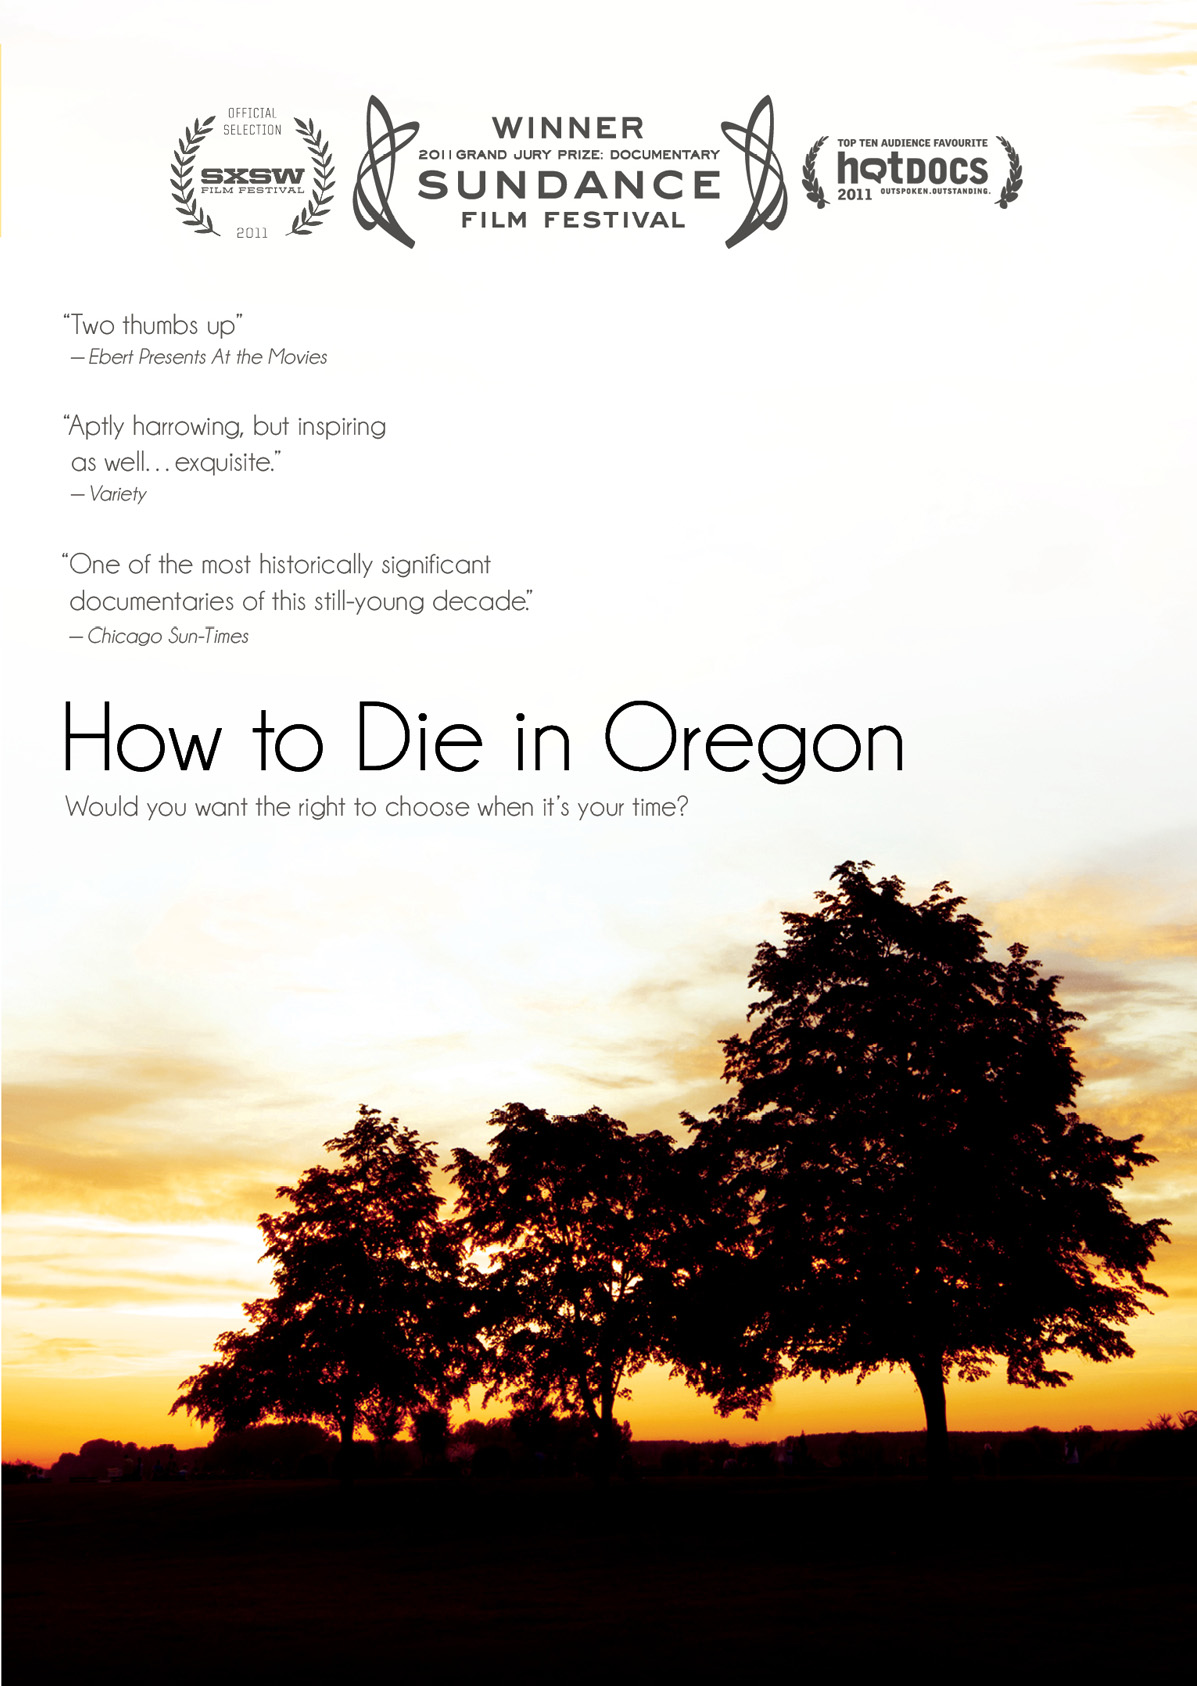 OFFICIAL
SELECTION
SXSW
FILM FESTIVAL
2011
WINNER
2011 GRAND JURY PRIZE: DOCUMENTARY
SUNDANCE
FILM FESTIVAL
TOP TEN AUDIENCE FAVOURITE
hotDOCS
2011 OUTSPOKEN.OUTSTANDING.
“Two thumbs up”
— Ebert Presents At the Movies
“Aptly harrowing, but inspiring
as well... exquisite.”
— Variety
“One of the most historically significant
documentaries of this still-young decade.”
— Chicago Sun-Times
How to Die in Oregon
Would you want the right to choose when it's your time?